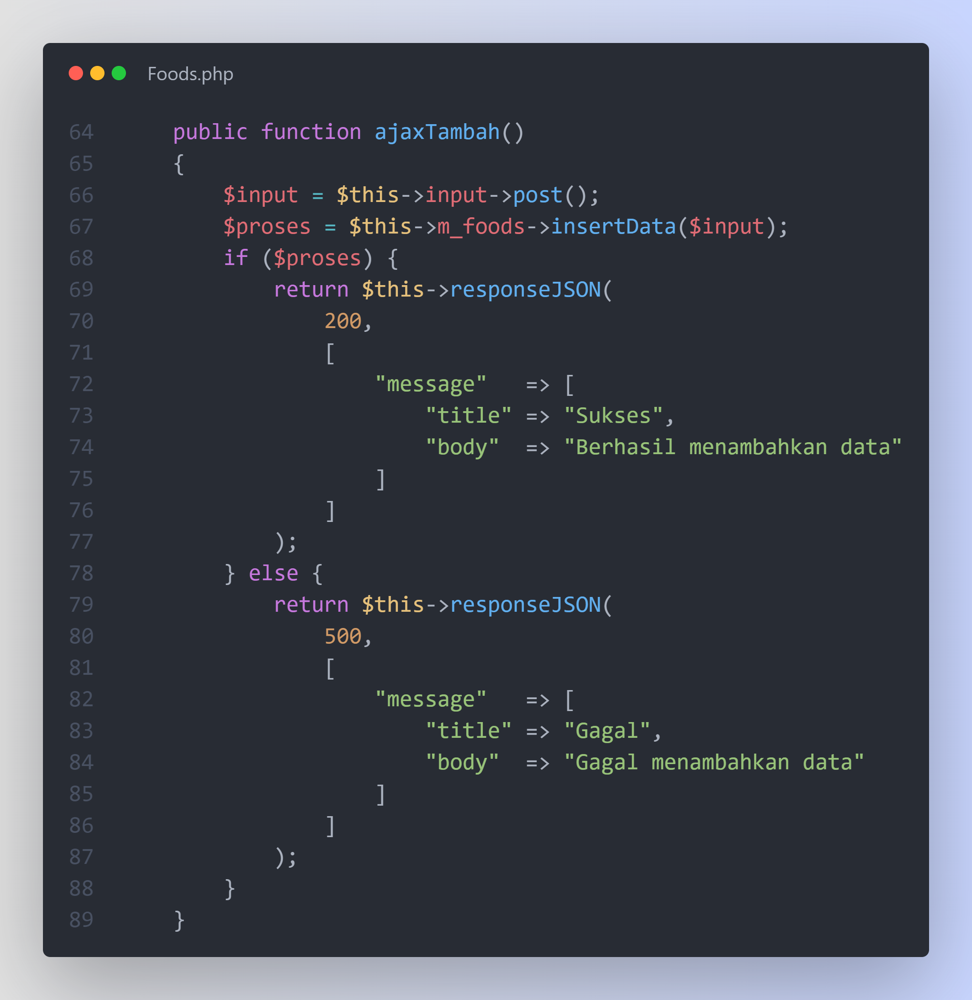 Foods.php
64    public function ajaxTambah()
65    {
66        $input = $this->input->post();
67        $proses = $this->m_foods->insertData($input);
68        if ($proses) {
69            return $this->responseJSON(
70                200,
71                [
72                    "message"   => [
73                        "title" => "Sukses",
74                        "body"  => "Berhasil menambahkan data"
75                    ]
76                ]
77            );
78        } else {
79            return $this->responseJSON(
80                500,
81                [
82                    "message"   => [
83                        "title" => "Gagal",
84                        "body"  => "Gagal menambahkan data"
85                    ]
86                ]
87            );
88        }
89    }